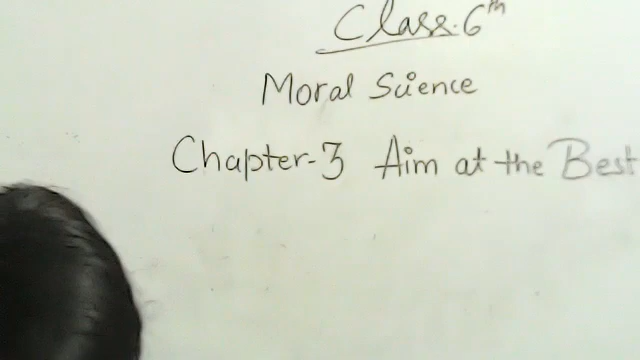 Class. 6th
Moral Science
Chapter-3 Aim at the Best